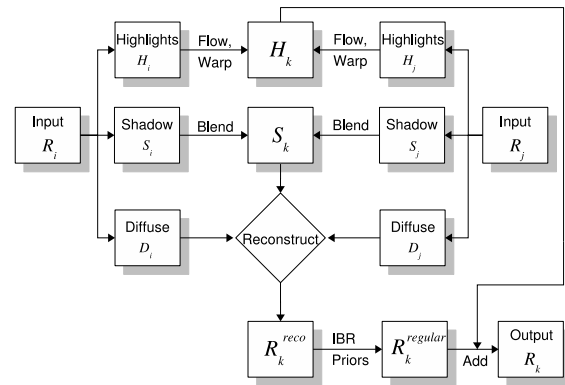 Highlights
H_i
Flow,
Warp
H_k
Flow,
Warp
Highlights
H_j
Input
R_i
Shadow
S_i
Blend
S_k
Blend
Shadow
S_j
Input
R_j
Diffuse
D_i
Reconstruct
Diffuse
D_j
R_k^{reco}
IBR
Priors
R_k^{regular}
Add
Output
R_k